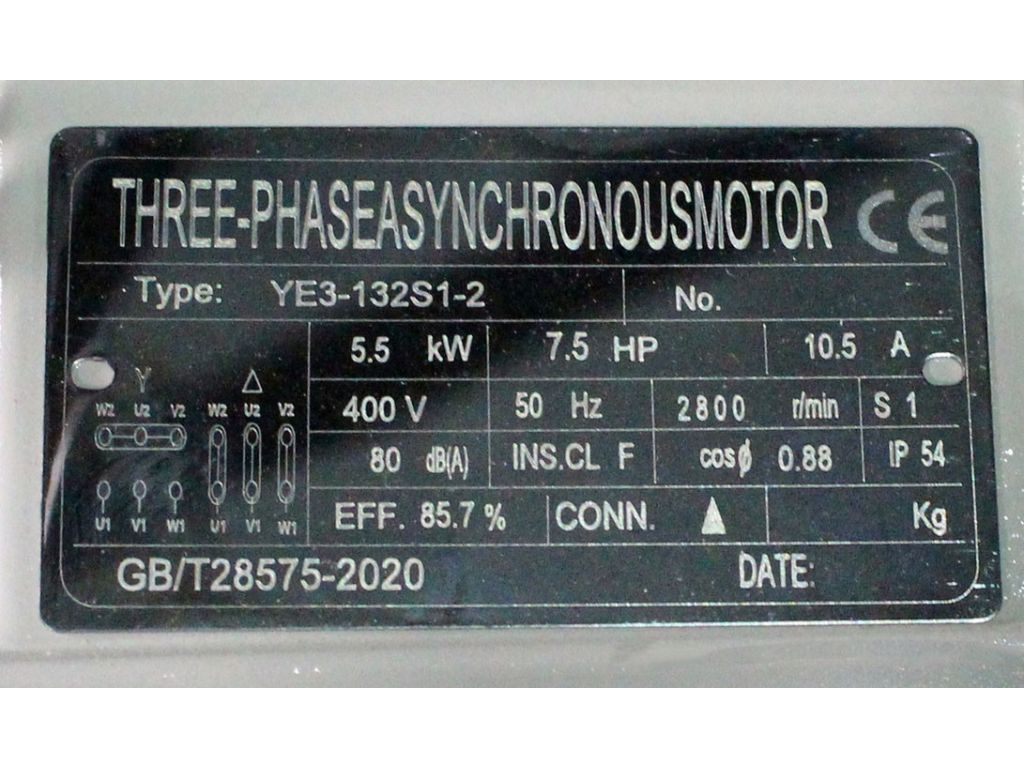 THREE-PHASEASYNCHRONOUSMOTOR CE
Type: YE3-132S1-2 No.
5.5 kW 7.5 HP 10.5 A
Y △
W2 U2 V2 W2 U2 V2
400 V 50 Hz 2800 r/min S 1
80 dB(A) INS.CL F cosϕ 0.88 IP 54
U1 V1 W1 U1 V1 W1
EFF. 85.7 % CONN. △ Kg
GB/T28575-2020 DATE: